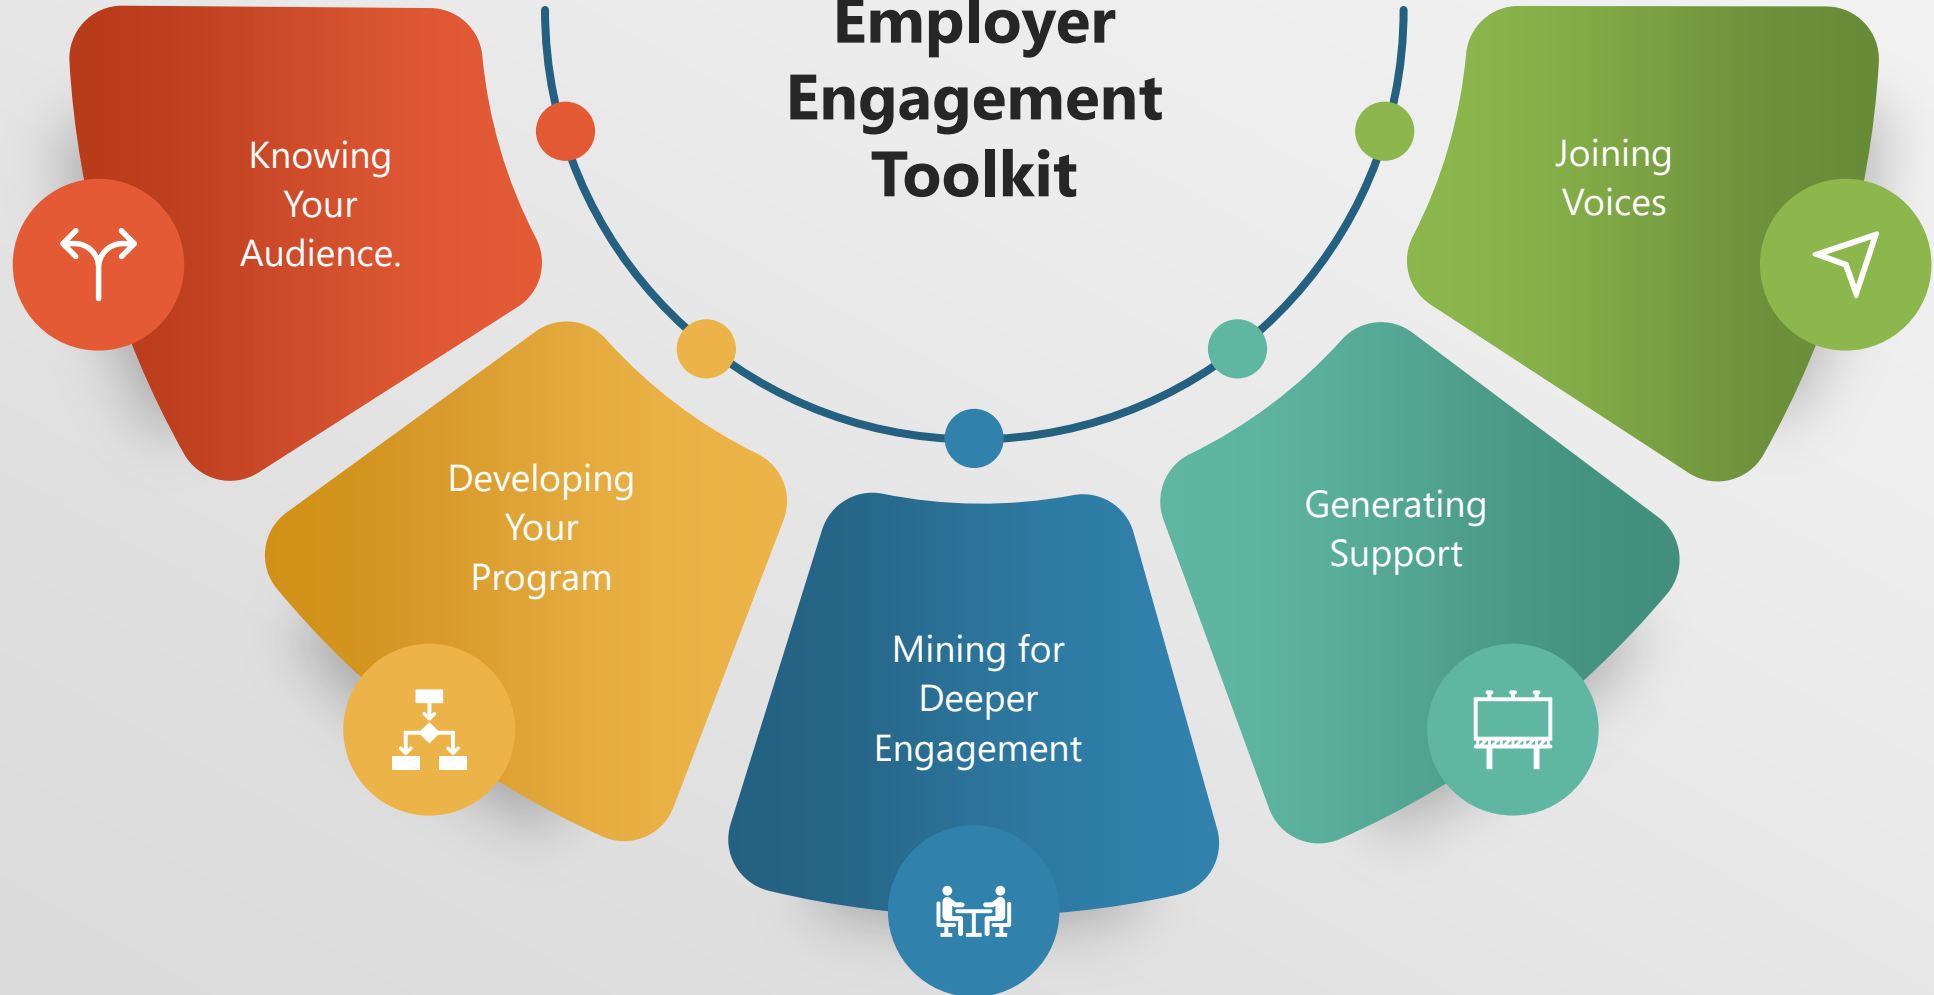 Employer
Engagement
Toolkit
Knowing
Your
Audience.
Developing
Your
Program
Mining for
Deeper
Engagement
Generating
Support
Joining
Voices